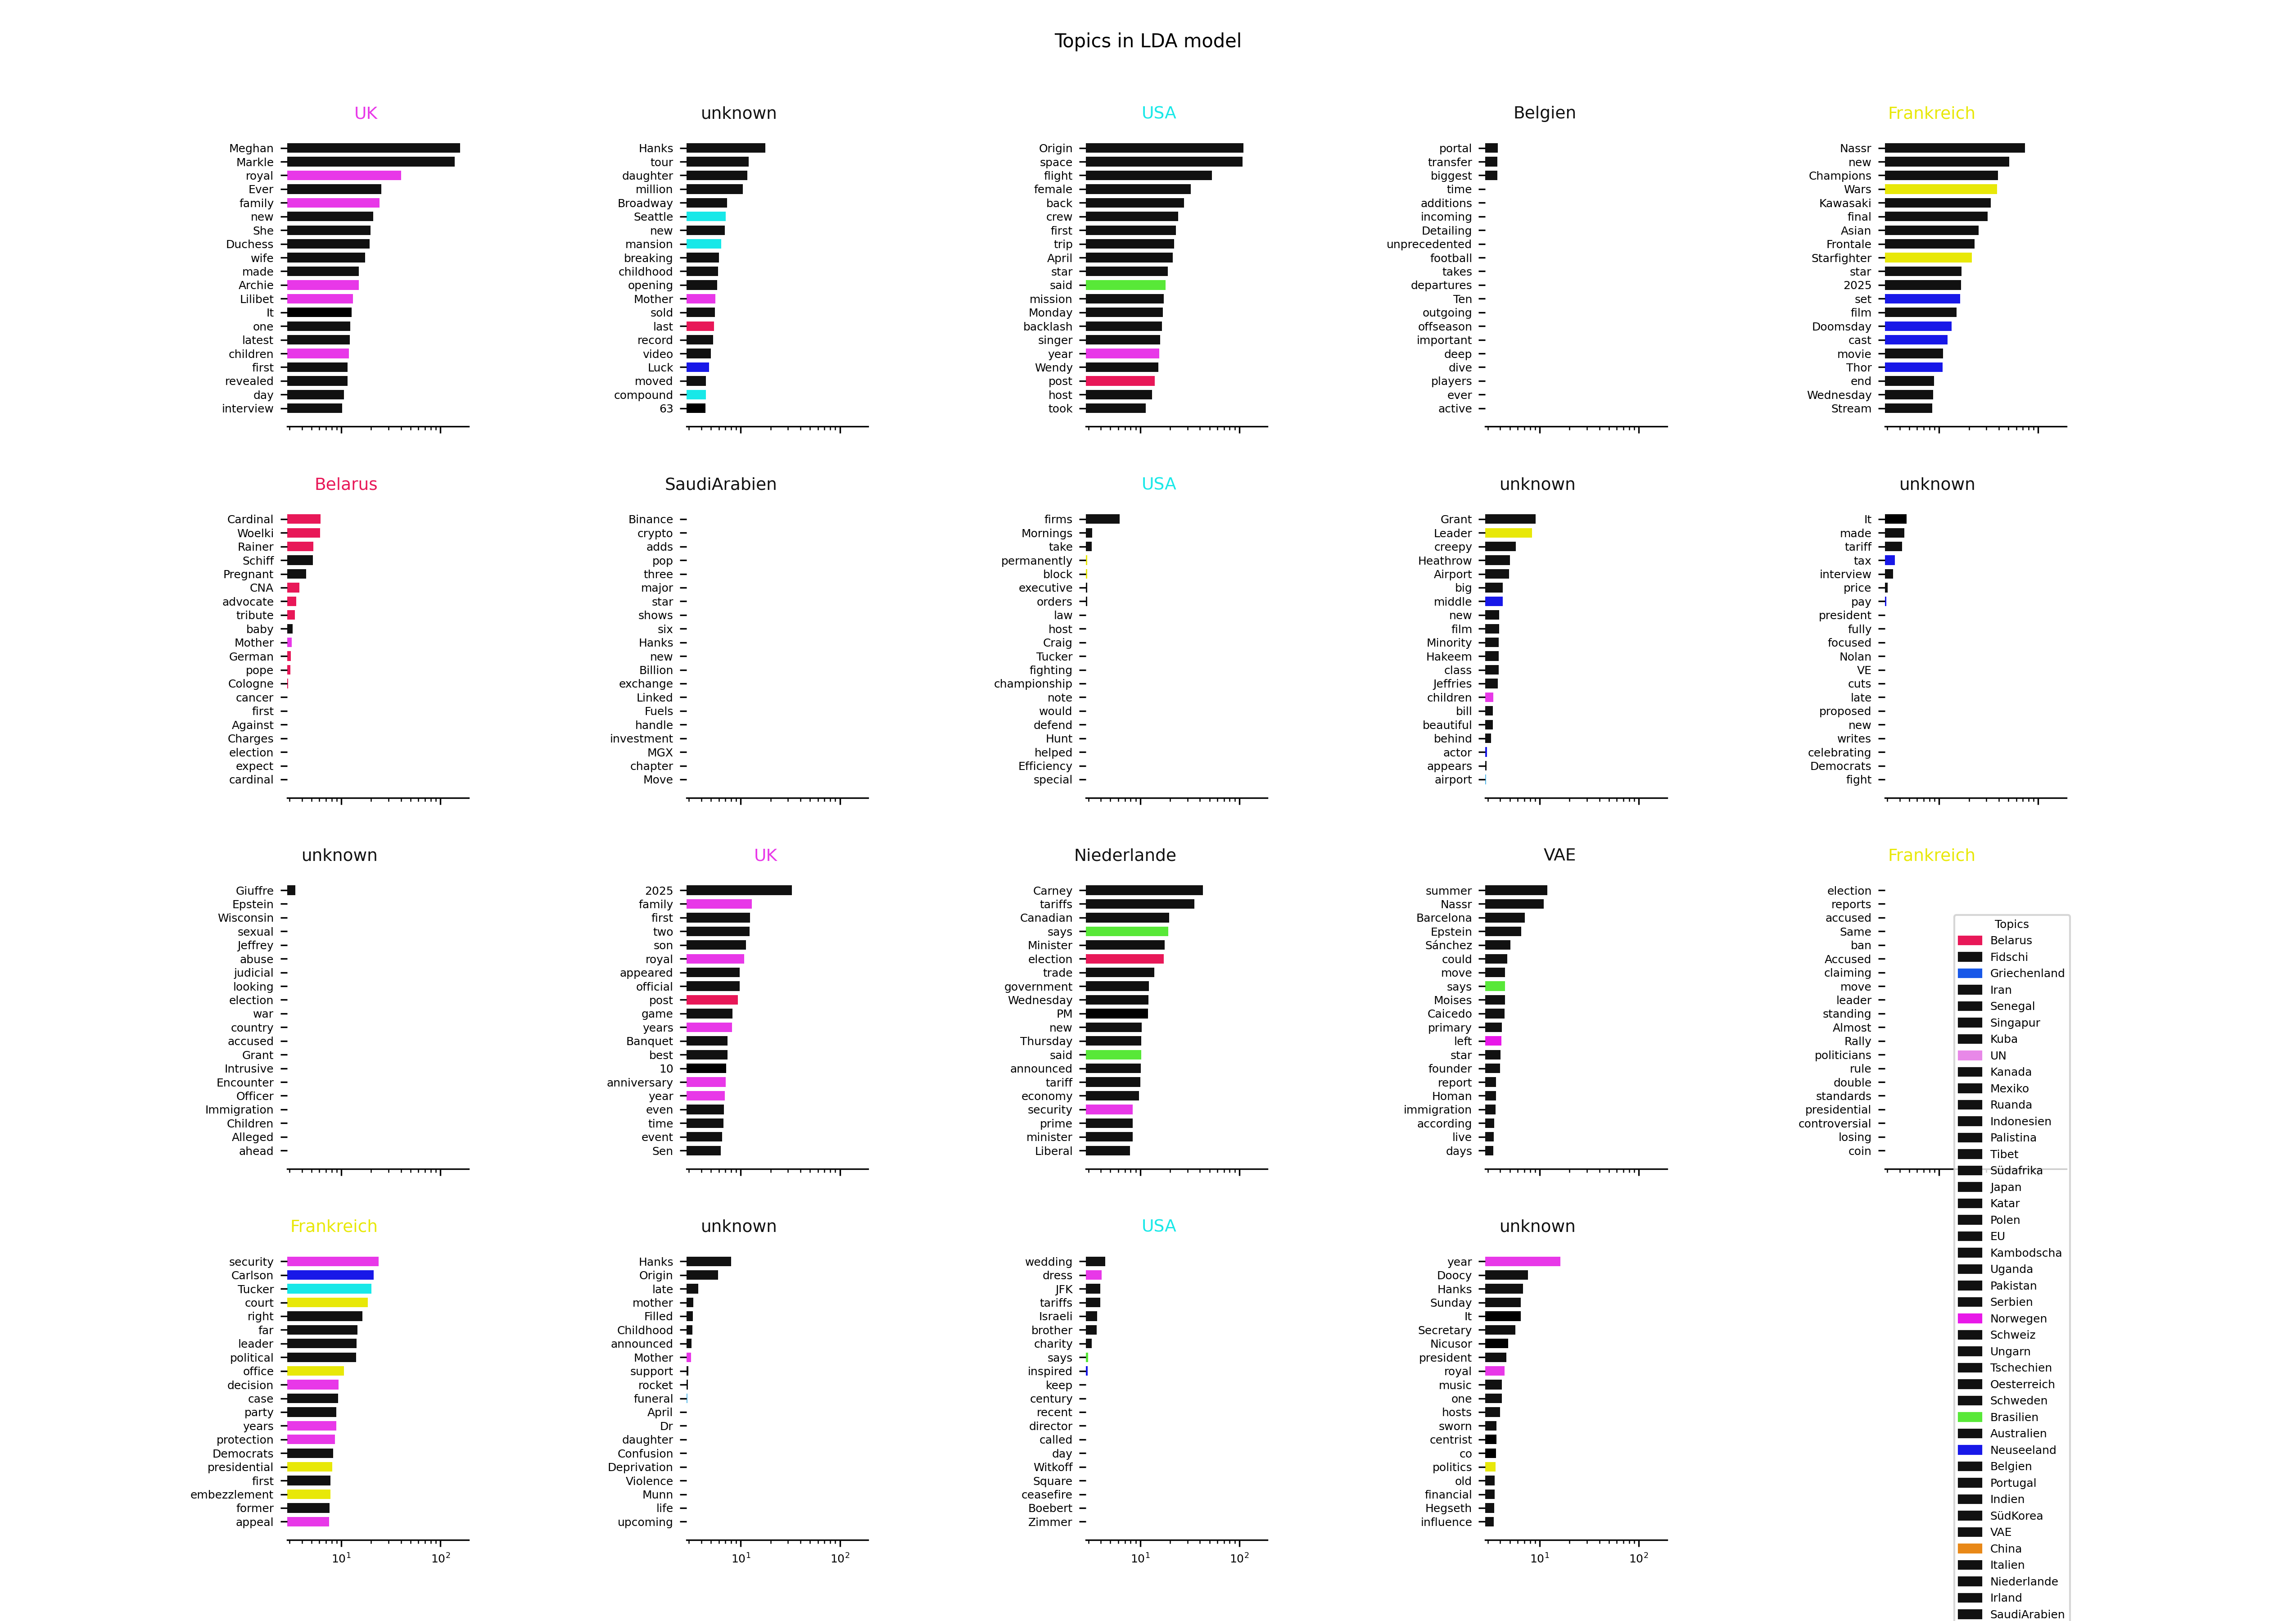 Topics in LDA model
UK
Meghan
Markle
royal
Ever
family
new
She
Duchess
wife
made
Archie
Lilibet
It
one
latest
children
first
revealed
day
interview
unknown
Hanks
tour
daughter
million
Broadway
Seattle
new
mansion
breaking
childhood
opening
Mother
sold
last
record
video
Luck
moved
compound
63
USA
Origin
space
flight
female
back
crew
first
trip
April
star
said
mission
Monday
backlash
singer
year
Wendy
post
host
took
Belgien
portal
transfer
biggest
time
additions
incoming
Detailing
unprecedented
football
takes
departures
Ten
outgoing
offseason
important
deep
dive
players
ever
active
Frankreich
Nassr
new
Champions
Wars
Kawasaki
final
Asian
Frontale
Starfighter
star
2025
set
film
Doomsday
cast
movie
Thor
end
Wednesday
Stream
Belarus
Cardinal
Woelki
Rainer
Schiff
Pregnant
CNA
advocate
tribute
baby
Mother
German
pope
Cologne
cancer
first
Against
Charges
election
expect
cardinal
SaudiArabien
Binance
crypto
adds
pop
three
major
star
shows
six
Hanks
new
Billion
exchange
Linked
Fuels
handle
investment
MGX
chapter
Move
USA
firms
Mornings
take
permanently
block
executive
orders
law
host
Craig
Tucker
fighting
championship
note
would
defend
Hunt
helped
Efficiency
special
unknown
Grant
Leader
creepy
Heathrow
Airport
big
middle
new
film
Minority
Hakeem
class
Jeffries
children
bill
beautiful
behind
actor
appears
airport
unknown
It
made
tariff
tax
interview
price
pay
president
fully
focused
Nolan
VE
cuts
late
proposed
new
writes
celebrating
Democrats
fight
unknown
Giuffre
Epstein
Wisconsin
sexual
Jeffrey
abuse
judicial
looking
election
war
country
accused
Grant
Intrusive
Encounter
Officer
Immigration
Children
Alleged
ahead
UK
2025
family
first
two
son
royal
appeared
official
post
game
years
Banquet
best
10
anniversary
year
even
time
event
Sen
Niederlande
Carney
tariffs
Canadian
says
Minister
election
trade
government
Wednesday
PM
new
Thursday
said
announced
tariff
economy
security
prime
minister
Liberal
VAE
summer
Nassr
Barcelona
Epstein
Sánchez
could
move
says
Moises
Caicedo
primary
left
star
founder
report
Homan
immigration
according
live
days
Frankreich
election
reports
accused
Same
ban
Accused
claiming
move
leader
standing
Almost
Rally
politicians
rule
double
standards
presidential
controversial
losing
coin
Frankreich
security
Carlson
Tucker
court
right
far
leader
political
office
decision
case
party
years
protection
Democrats
presidential
first
embezzlement
former
appeal
10^1 10^2
unknown
Hanks
Origin
late
mother
Filled
Childhood
announced
Mother
support
rocket
funeral
April
Dr
daughter
Confusion
Deprivation
Violence
Munn
life
upcoming
10^1 10^2
USA
wedding
dress
JFK
tariffs
Israeli
brother
charity
says
inspired
keep
century
recent
director
called
day
Witkoff
Square
ceasefire
Boebert
Zimmer
10^1 10^2
unknown
year
Doocy
Hanks
Sunday
It
Secretary
Nicusor
president
royal
music
one
hosts
sworn
centrist
co
politics
old
financial
Hegseth
influence
10^1 10^2
Topics
Belarus
Fidschi
Griechenland
Iran
Senegal
Singapur
Kuba
UN
Kanada
Mexiko
Ruanda
Indonesien
Palistina
Tibet
Südafrika
Japan
Katar
Polen
EU
Kambodscha
Uganda
Pakistan
Serbien
Norwegen
Schweiz
Ungarn
Tschechien
Oesterreich
Schweden
Brasilien
Australien
Neuseeland
Belgien
Portugal
Indien
SüdKorea
VAE
China
Italien
Niederlande
Irland
SaudiArabien